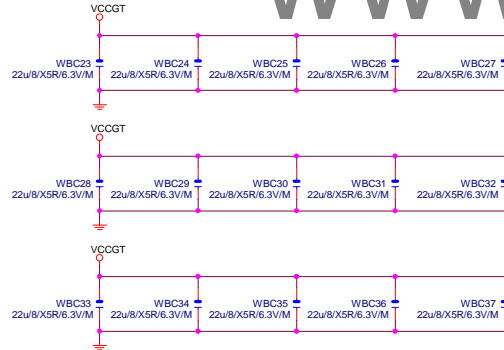 VCCGT
WBC23 WBC24 WBC25 WBC26 WBC27
22u/8/X5R/6.3V/M 22u/8/X5R/6.3V/M 22u/8/X5R/6.3V/M 22u/8/X5R/6.3V/M 22u/8/X5R/6.3V/M
VCCGT
WBC28 WBC29 WBC30 WBC31 WBC32
22u/8/X5R/6.3V/M 22u/8/X5R/6.3V/M 22u/8/X5R/6.3V/M 22u/8/X5R/6.3V/M 22u/8/X5R/6.3V/M
VCCGT
WBC33 WBC34 WBC35 WBC36 WBC37
22u/8/X5R/6.3V/M 22u/8/X5R/6.3V/M 22u/8/X5R/6.3V/M 22u/8/X5R/6.3V/M 22u/8/X5R/6.3V/M